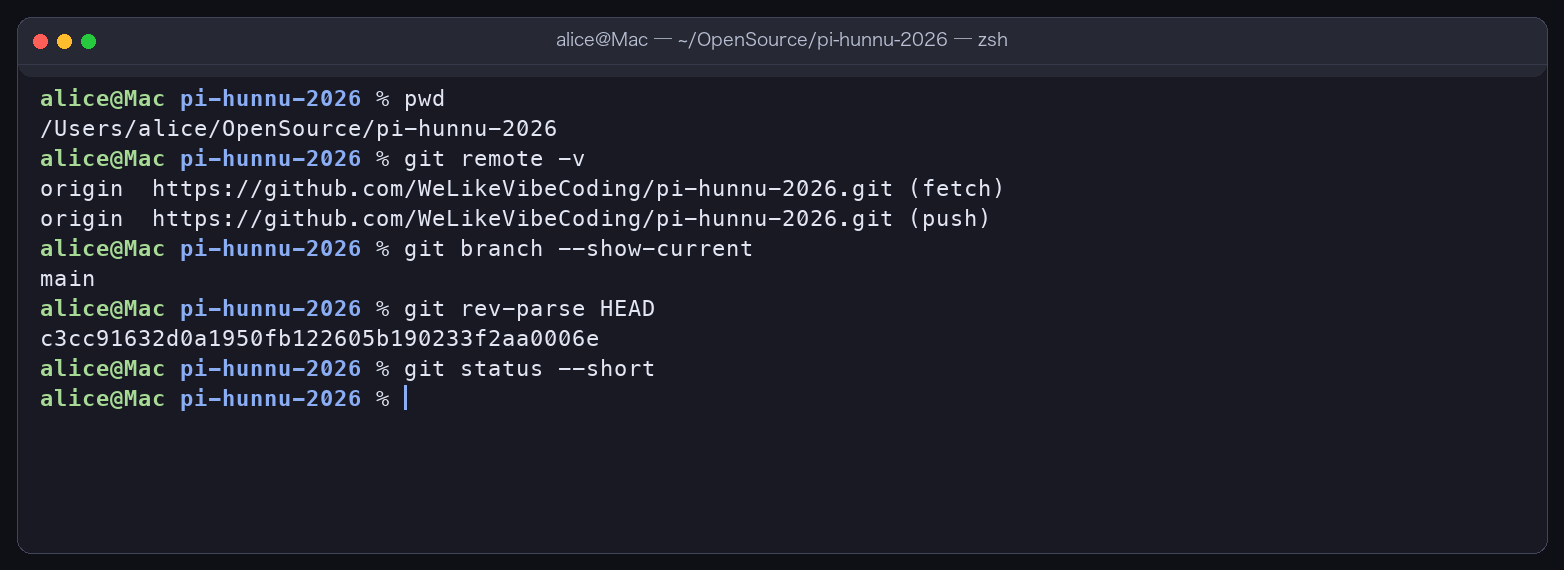 alice@Mac — ~/OpenSource/pi-hunnu-2026 — zsh
alice@Mac pi-hunnu-2026 % pwd
/Users/alice/OpenSource/pi-hunnu-2026
alice@Mac pi-hunnu-2026 % git remote -v
origin  https://github.com/WeLikeVibeCoding/pi-hunnu-2026.git (fetch)
origin  https://github.com/WeLikeVibeCoding/pi-hunnu-2026.git (push)
alice@Mac pi-hunnu-2026 % git branch --show-current
main
alice@Mac pi-hunnu-2026 % git rev-parse HEAD
c3cc91632d0a1950fb122605b190233f2aa0006e
alice@Mac pi-hunnu-2026 % git status --short
alice@Mac pi-hunnu-2026 %